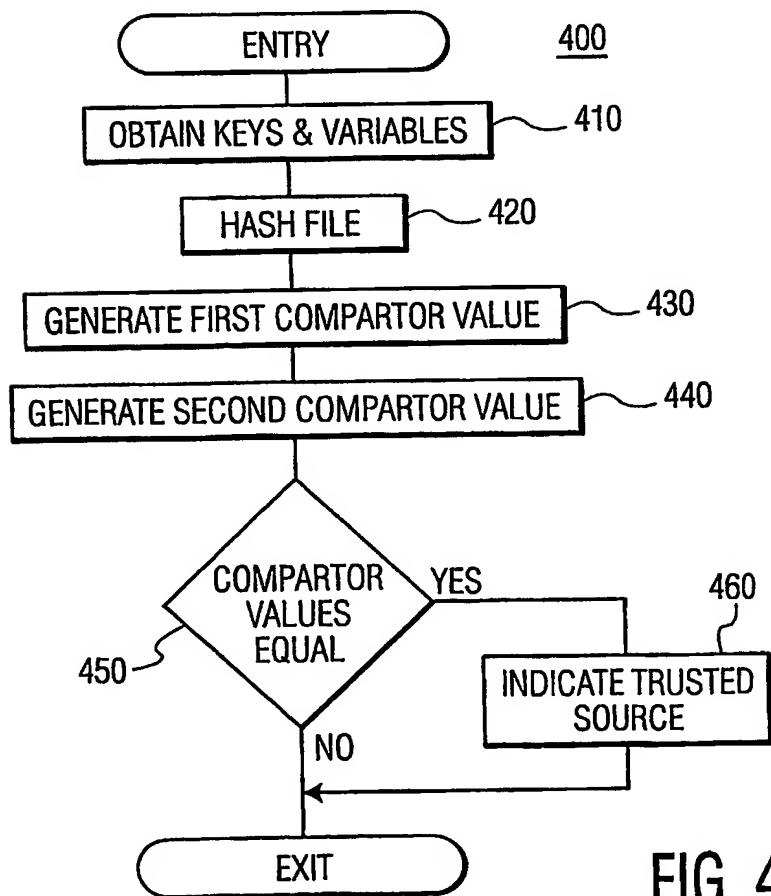 ENTRY
400
OBTAIN KEYS & VARIABLES
410
HASH FILE
420
GENERATE FIRST COMPARTOR VALUE
430
GENERATE SECOND COMPARTOR VALUE
440
COMPARTOR
VALUES
EQUAL
YES
450
460
INDICATE TRUSTED
SOURCE
NO
EXIT
FIG. 4